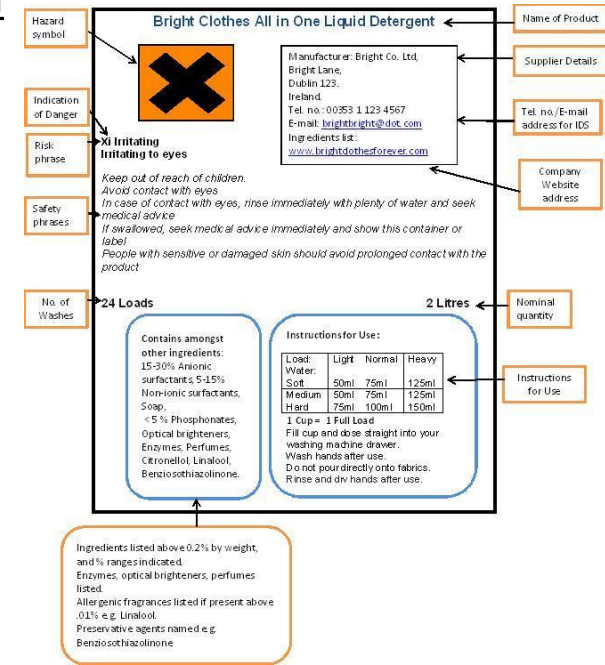 Hazard
symbol
Bright Clothes All in One Liquid Detergent
Name of Product
Manufacturer: Bright Co. Ltd,
Bright Lane,
Dublin 123.
Ireland.
Tel. no.: 00353 1 123 4567
E-mail: brightbright@dot.com
Ingredients list:
www.brightclothesforever.com
Supplier Details
Tel. no./E-mail
address for IDS
Company
Website
address
Indication
of Danger
Risk
phrase
Xi Irritating
Irritating to eyes
Safety
phrases
Keep out of reach of children.
Avoid contact with eyes
In case of contact with eyes, rinse immediately with plenty of water and seek
medical advice
If swallowed, seek medical advice immediately and show this container or
label
People with sensitive or damaged skin should avoid prolonged contact with the
product
No. of
Washes
24 Loads
2 Litres
Nominal
quantity
Contains amongst
other ingredients:
15-30% Anionic
surfactants, 5-15%
Non-ionic surfactants,
Soap,
<5% Phosphonates,
Optical brighteners,
Enzymes, Perfumes,
Citronellol, Linalool,
Benziosothiazolinone.
Instructions for Use:
Load: Light Normal Heavy
Water:
Soft 50ml 75ml 125ml
Medium 50ml 75ml 125ml
Hard 75ml 100ml 150ml
1 Cup = 1 Full Load
Fill cup and dose straight into your
washing machine drawer.
Wash hands after use.
Do not pour directly onto fabrics.
Rinse and dry hands after use.
Instructions
for Use
Ingredients listed above 0.2% by weight,
and % ranges indicated.
Enzymes, optical brighteners, perfumes
listed.
Allergenic fragrances listed if present above
.01% e.g. Linalool.
Preservative agents named e.g.
Benziosothiazolinone